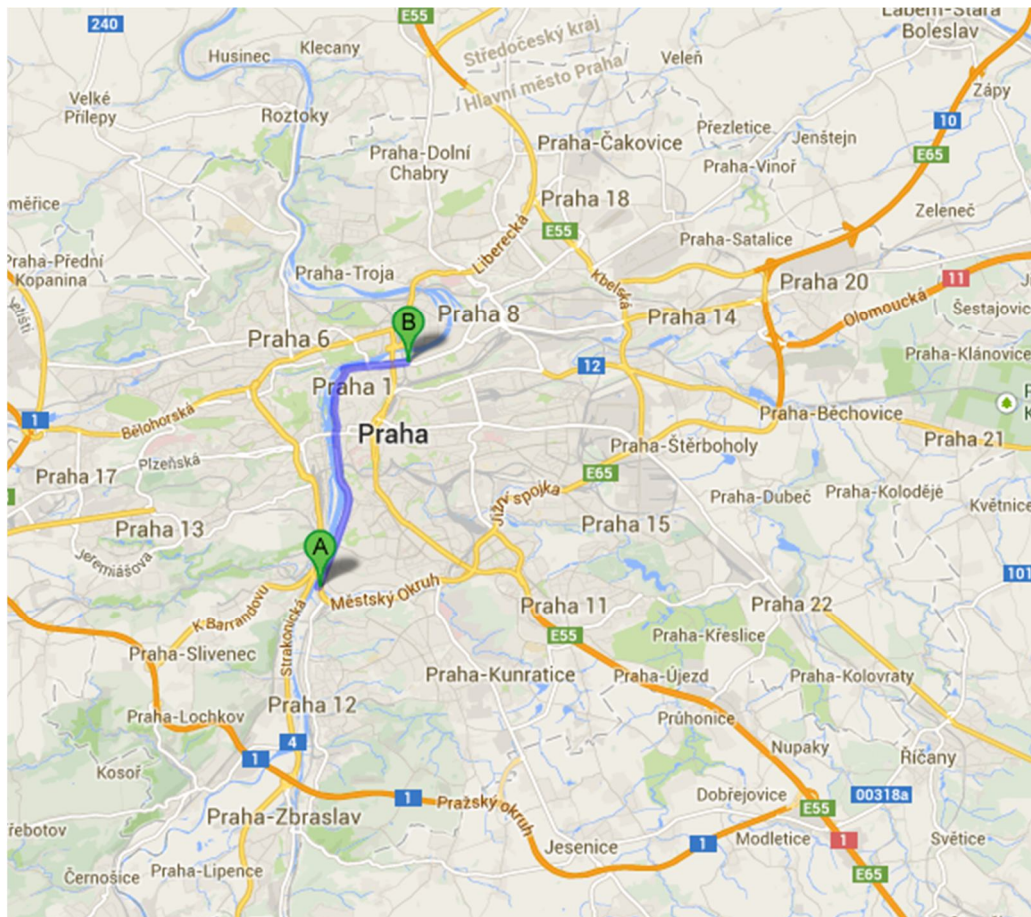 E55
240
Středočeský kraj
Labem-Stará
Boleslav
Klecany
Husinec
Veleň
Hlavní město Praha
Zápy
Velké
Přílepy
Roztoky
Přezletice
10
Jenštejn
Praha-Čakovice
E65
Praha-Dolní
Chabry
Praha-Vinoř
oměřice
Praha 18
Zeleneč
E55
Praha-Satalice
Liberecká
Praha-Přední
Kopanina
Praha-Troja
Kbelská
Praha 20
11
Olomoucká
Šestajovic
B
Praha 8
Praha 14
Praha 6
Praha-Klánovice
12
Praha 1
1
Bělohorská
Praha-Běchovice
Praha
Praha 21
Praha-Štěrboholy
Plzeňská
Praha 17
E65
Jižní spojka
Praha-Dubeč
Praha-Koloděje
Květnice
Praha 13
Praha 15
Jeremiášova
A
101
K Barrandovu
Městský Okruh
Praha 11
Praha 22
Strakonická
E55
Praha-Křeslice
Praha-Slivenec
Praha-Kunratice
Praha-Újezd
Praha-Kolovraty
Praha 12
Praha-Lochkov
Průhonice
4
1
Nupaky
Říčany
Kosoř
1
Pražský okruh
Dobřejovice
00318a
E55
Praha-Zbraslav
Třebotov
Jesenice
1
Modletice
1
Světice
Praha-Lipence
Černošice
E65